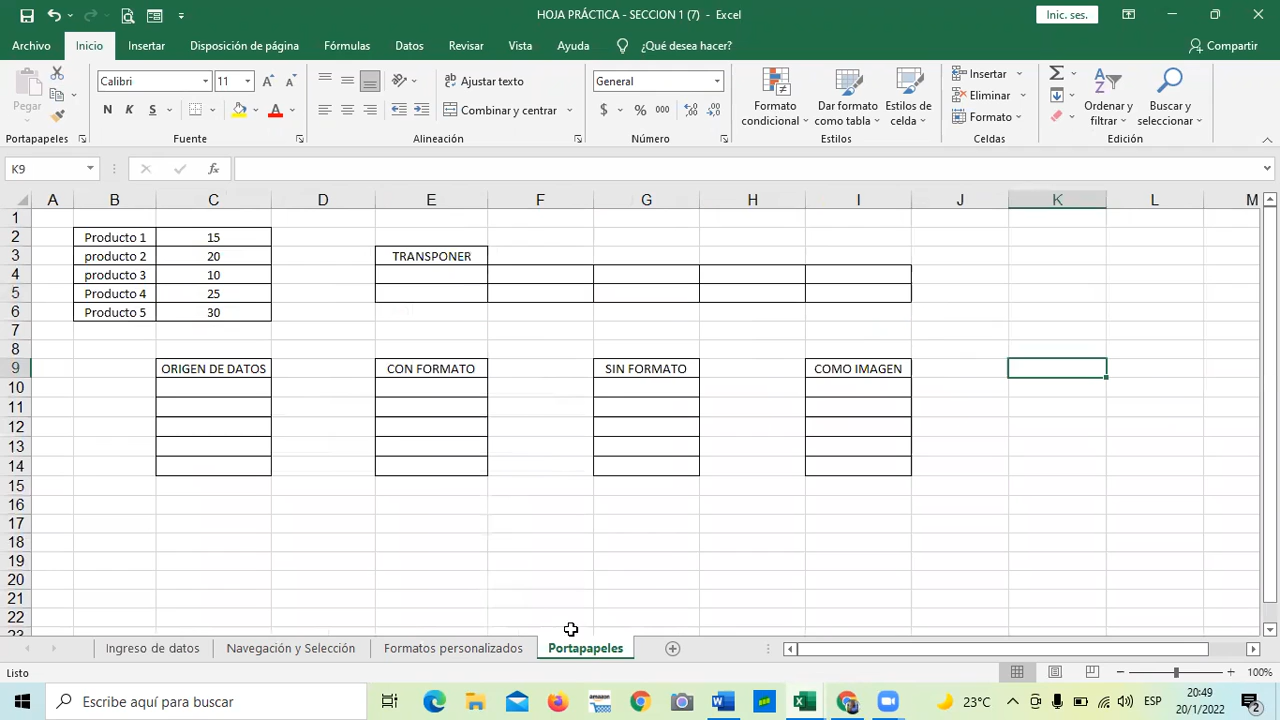 HOJA PRÁCTICA - SECCION 1 (7) - Excel
Inic. ses.
Archivo Inicio Insertar Disposición de página Fórmulas Datos Revisar Vista Ayuda ¿Qué desea hacer? Compartir
Pegar
Calibri 11
N K S
Ajustar texto
Combinar y centrar
General
$ % 000
Formato condicional
Dar formato como tabla
Estilos de celda
Insertar
Eliminar
Formato
Ordenar y filtrar
Buscar y seleccionar
Portapapeles Fuente Alineación Número Estilos Celdas Edición
K9 fx
A B C D E F G H I J K L M
1
2 Producto 1 15
3 producto 2 20 TRANSPONER
4 producto 3 10
5 Producto 4 25
6 Producto 5 30
7
8
9 ORIGEN DE DATOS CON FORMATO SIN FORMATO COMO IMAGEN
10
11
12
13
14
15
16
17
18
19
20
21
22
23
Ingreso de datos Navegación y Selección Formatos personalizados Portapapeles
Listo 100%
Escribe aquí para buscar
amazon
23°C
ESP
20:49
20/1/2022
2